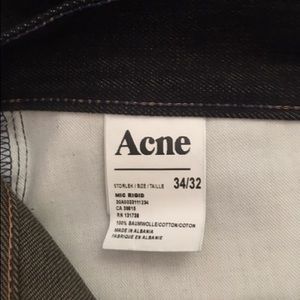 Acne
STORLEK / SIZE / TAILLE 34/32
MIC RIGID
30A0033111234
CA 38615
RN 121738
100% BAUMWOLLE/COTTON/COTON
MADE IN ALBANIA
FABRIQUE EN ALBANIE